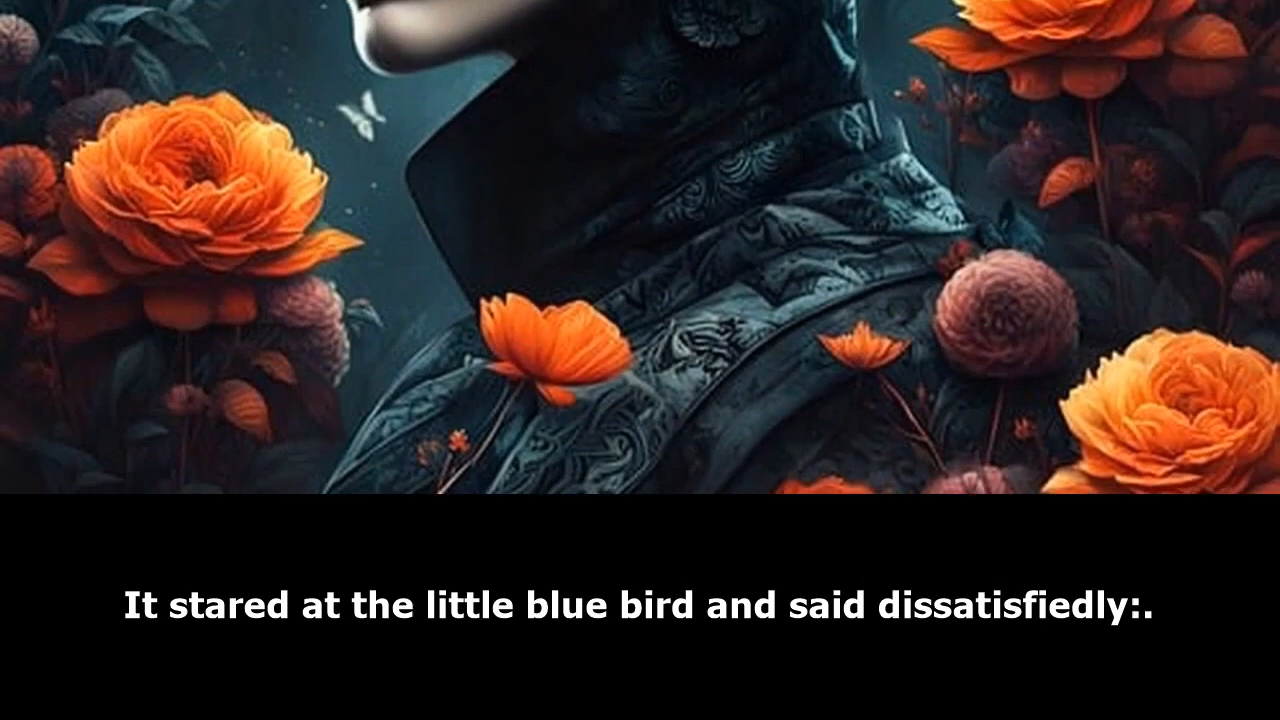 It stared at the little blue bird and said dissatisfiedly:.